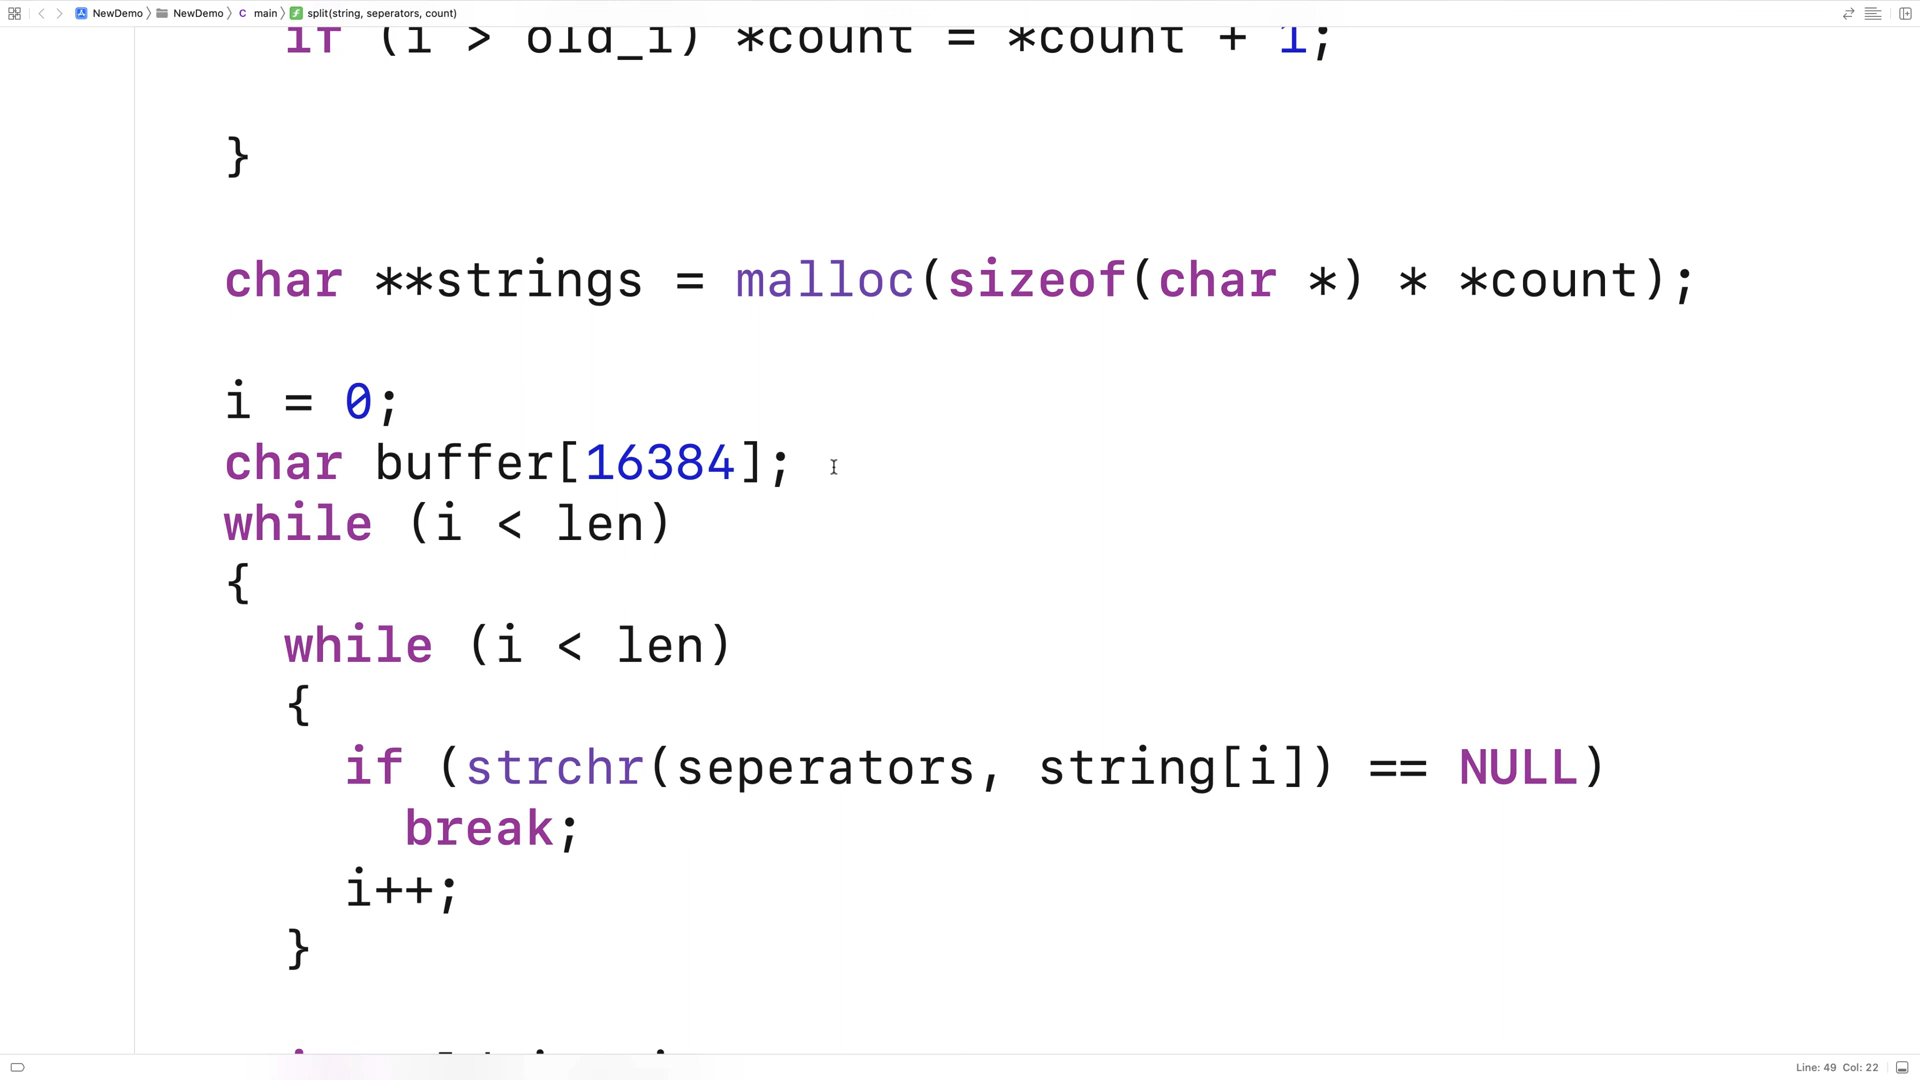 NewDemo NewDemo C main f split(string, seperators, count)
if (i > old_i) *count = *count + 1;
}
char **strings = malloc(sizeof(char *) * *count);
i = 0;
char buffer[16384];
while (i < len)
{
while (i < len)
{
if (strchr(seperators, string[i]) == NULL)
break;
i++;
}
Line: 49 Col: 22